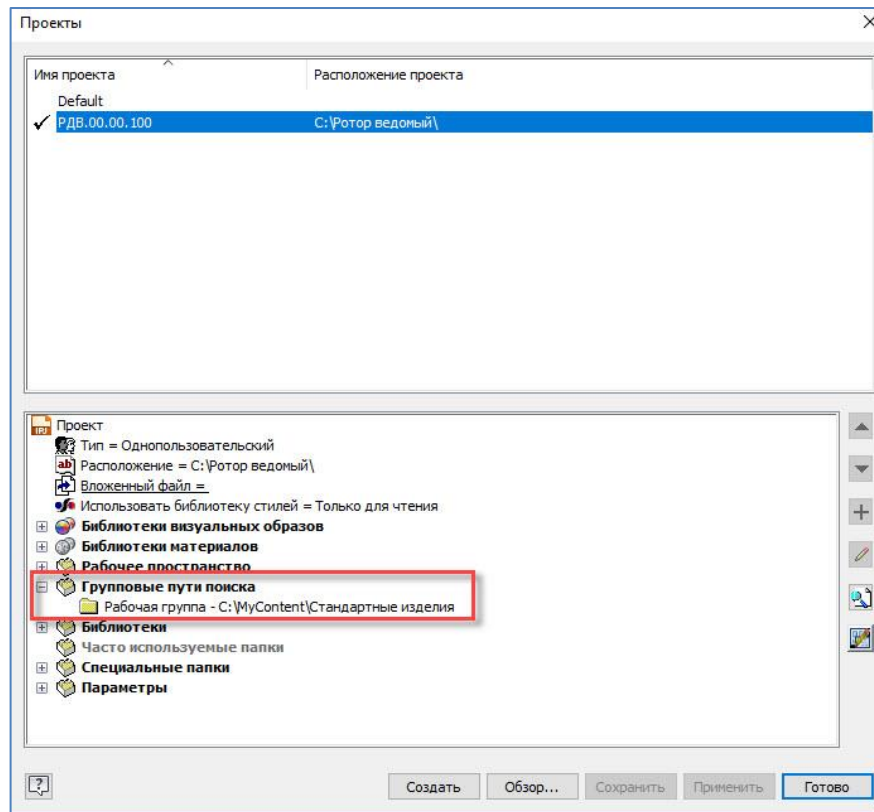 Проекты
Имя проекта Расположение проекта
Default
РДВ.00.00.100 C:\Ротор ведомый\
Проект
Тип = Однопользовательский
Расположение = C:\Ротор ведомый\
Вложенный файл =
Использовать библиотеку стилей = Только для чтения
Библиотеки визуальных образов
Библиотеки материалов
Рабочее пространство
Групповые пути поиска
Рабочая группа - C:\MyContent\Стандартные изделия
Библиотеки
Часто используемые папки
Специальные папки
Параметры
Создать Обзор... Сохранить Применить Готово